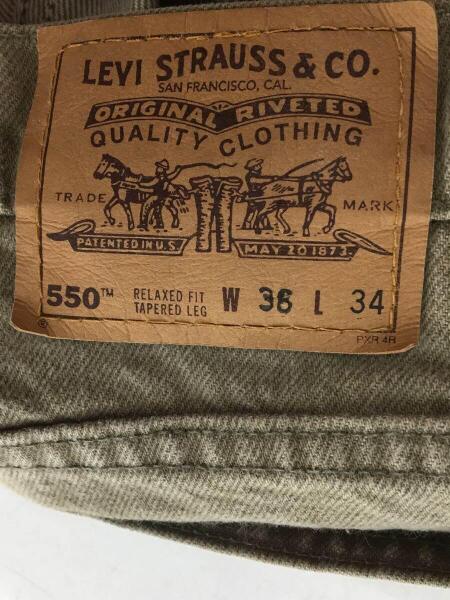 LEVI STRAUSS & CO.
SAN FRANCISCO, CAL.
ORIGINAL RIVETED
QUALITY CLOTHING
TRADE MARK
PATENTED IN U.S. MAY 20 1873
550™ RELAXED FIT TAPERED LEG W 38 L 34
® PXR 4R